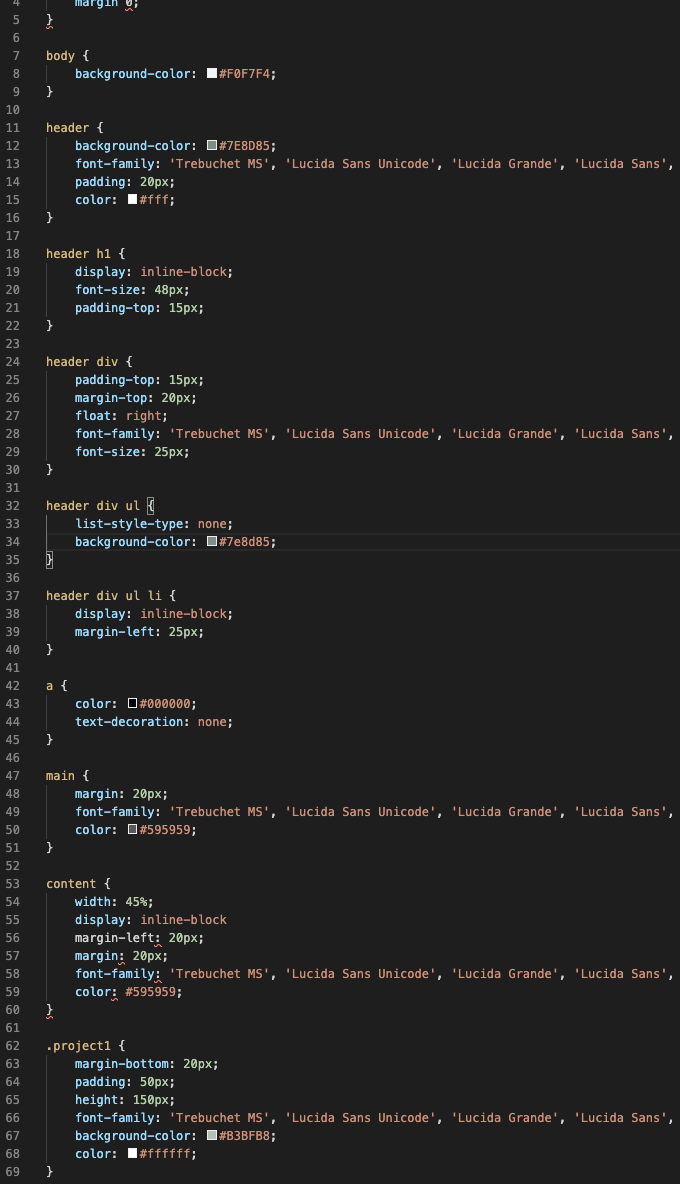 4 margin 0;
5 }
6
7 body {
8 background-color: #F0F7F4;
9 }
10
11 header {
12 background-color: #7E8D85;
13 font-family: 'Trebuchet MS', 'Lucida Sans Unicode', 'Lucida Grande', 'Lucida Sans',
14 padding: 20px;
15 color: #fff;
16 }
17
18 header h1 {
19 display: inline-block;
20 font-size: 48px;
21 padding-top: 15px;
22 }
23
24 header div {
25 padding-top: 15px;
26 margin-top: 20px;
27 float: right;
28 font-family: 'Trebuchet MS', 'Lucida Sans Unicode', 'Lucida Grande', 'Lucida Sans',
29 font-size: 25px;
30 }
31
32 header div ul {
33 list-style-type: none;
34 background-color: #7e8d85;
35 }
36
37 header div ul li {
38 display: inline-block;
39 margin-left: 25px;
40 }
41
42 a {
43 color: #000000;
44 text-decoration: none;
45 }
46
47 main {
48 margin: 20px;
49 font-family: 'Trebuchet MS', 'Lucida Sans Unicode', 'Lucida Grande', 'Lucida Sans',
50 color: #595959;
51 }
52
53 content {
54 width: 45%;
55 display: inline-block
56 margin-left: 20px;
57 margin: 20px;
58 font-family: 'Trebuchet MS', 'Lucida Sans Unicode', 'Lucida Grande', 'Lucida Sans',
59 color: #595959;
60 }
61
62 .project1 {
63 margin-bottom: 20px;
64 padding: 50px;
65 height: 150px;
66 font-family: 'Trebuchet MS', 'Lucida Sans Unicode', 'Lucida Grande', 'Lucida Sans',
67 background-color: #B3BFB8;
68 color: #ffffff;
69 }